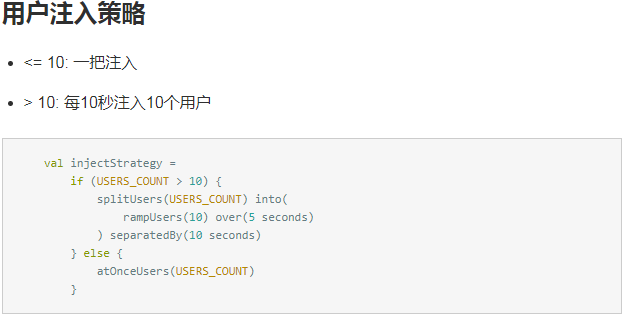 用户注入策略
<= 10: 一把注入
> 10: 每10秒注入10个用户
val injectStrategy =
if (USERS_COUNT > 10) {
splitUsers(USERS_COUNT) into(
rampUsers(10) over(5 seconds)
) separatedBy(10 seconds)
} else {
atOnceUsers(USERS_COUNT)
}